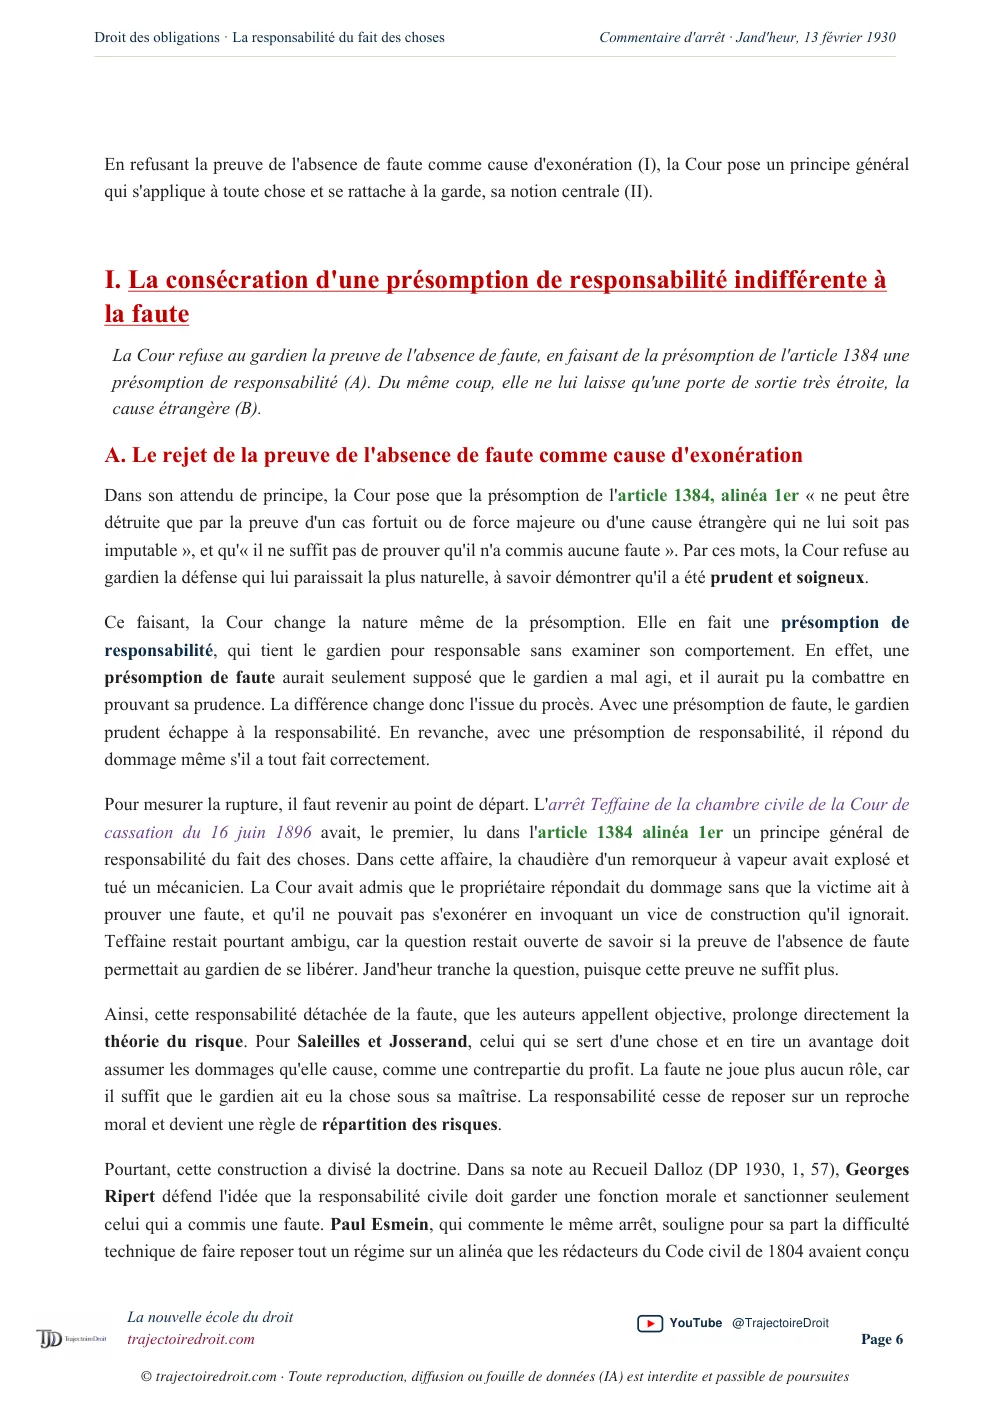 Droit des obligations · La responsabilité du fait des choses
Commentaire d'arrêt · Jand'heur, 13 février 1930
En refusant la preuve de l'absence de faute comme cause d'exonération (I), la Cour pose un principe général
qui s'applique à toute chose et se rattache à la garde, sa notion centrale (II).
I. La consécration d'une présomption de responsabilité indifférente à
la faute
La Cour refuse au gardien la preuve de l'absence de faute, en faisant de la présomption de l'article 1384 une
présomption de responsabilité (A). Du même coup, elle ne lui laisse qu'une porte de sortie très étroite, la
cause étrangère (B).
A. Le rejet de la preuve de l'absence de faute comme cause d'exonération
Dans son attendu de principe, la Cour pose que la présomption de l'article 1384, alinéa 1er « ne peut être
détruite que par la preuve d'un cas fortuit ou de force majeure ou d'une cause étrangère qui ne lui soit pas
imputable », et qu'« il ne suffit pas de prouver qu'il n'a commis aucune faute ». Par ces mots, la Cour refuse au
gardien la défense qui lui paraissait la plus naturelle, à savoir démontrer qu'il a été prudent et soigneux.
Ce faisant, la Cour change la nature même de la présomption. Elle en fait une présomption de
responsabilité, qui tient le gardien pour responsable sans examiner son comportement. En effet, une
présomption de faute aurait seulement supposé que le gardien a mal agi, et il aurait pu la combattre en
prouvant sa prudence. La différence change donc l'issue du procès. Avec une présomption de faute, le gardien
prudent échappe à la responsabilité. En revanche, avec une présomption de responsabilité, il répond du
dommage même s'il a tout fait correctement.
Pour mesurer la rupture, il faut revenir au point de départ. L'arrêt Teffaine de la chambre civile de la Cour de
cassation du 16 juin 1896 avait, le premier, lu dans l'article 1384 alinéa 1er un principe général de
responsabilité du fait des choses. Dans cette affaire, la chaudière d'un remorqueur à vapeur avait explosé et
tué un mécanicien. La Cour avait admis que le propriétaire répondait du dommage sans que la victime ait à
prouver une faute, et qu'il ne pouvait pas s'exonérer en invoquant un vice de construction qu'il ignorait.
Teffaine restait pourtant ambigu, car la question restait ouverte de savoir si la preuve de l'absence de faute
permettait au gardien de se libérer. Jand'heur tranche la question, puisque cette preuve ne suffit plus.
Ainsi, cette responsabilité détachée de la faute, que les auteurs appellent objective, prolonge directement la
théorie du risque. Pour Saleilles et Josserand, celui qui se sert d'une chose et en tire un avantage doit
assumer les dommages qu'elle cause, comme une contrepartie du profit. La faute ne joue plus aucun rôle, car
il suffit que le gardien ait eu la chose sous sa maîtrise. La responsabilité cesse de reposer sur un reproche
moral et devient une règle de répartition des risques.
Pourtant, cette construction a divisé la doctrine. Dans sa note au Recueil Dalloz (DP 1930, 1, 57), Georges
Ripert défend l'idée que la responsabilité civile doit garder une fonction morale et sanctionner seulement
celui qui a commis une faute. Paul Esmein, qui commente le même arrêt, souligne pour sa part la difficulté
technique de faire reposer tout un régime sur un alinéa que les rédacteurs du Code civil de 1804 avaient conçu
La nouvelle école du droit
trajectoiredroit.com
TJD TrajectoireDroit
YouTube @TrajectoireDroit
Page 6
© trajectoiredroit.com · Toute reproduction, diffusion ou fouille de données (IA) est interdite et passible de poursuites